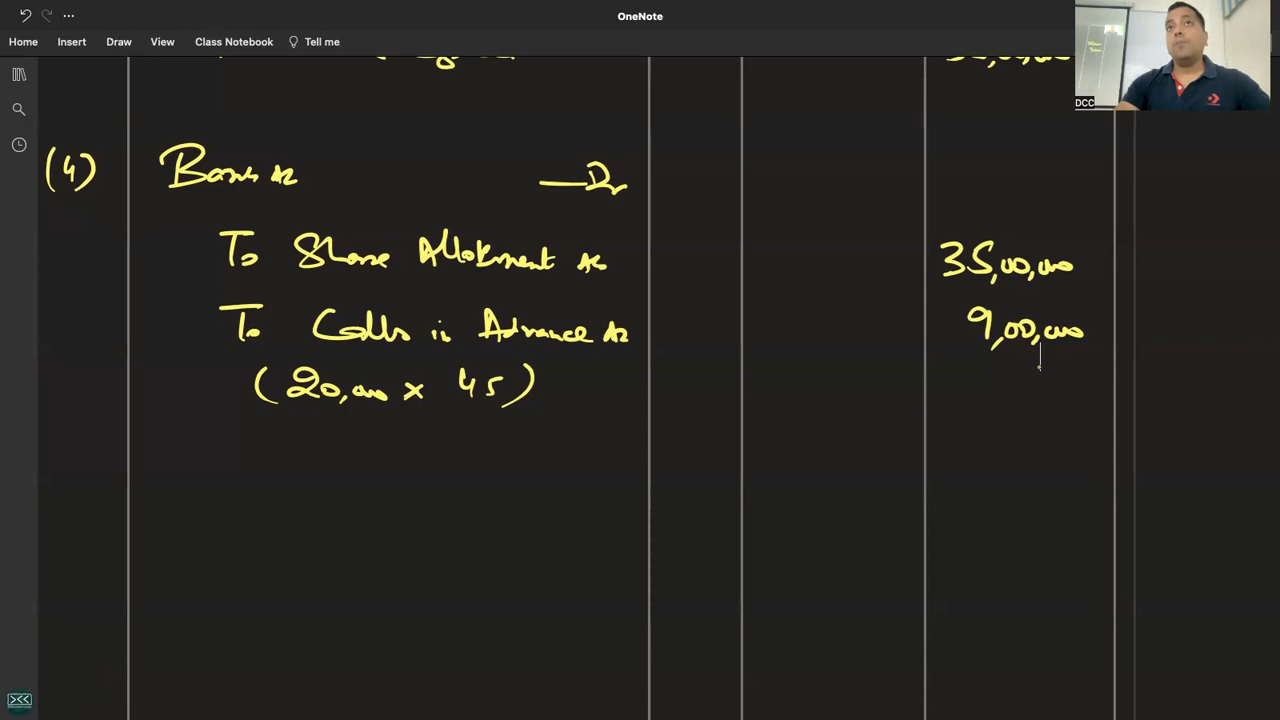 OneNote
Home Insert Draw View Class Notebook Tell me
DCC
(4) Bank A/c —Dr
To Share Allotment A/c 35,00,000
To Calls in Advance A/c 9,00,000
(20,000 × 45)